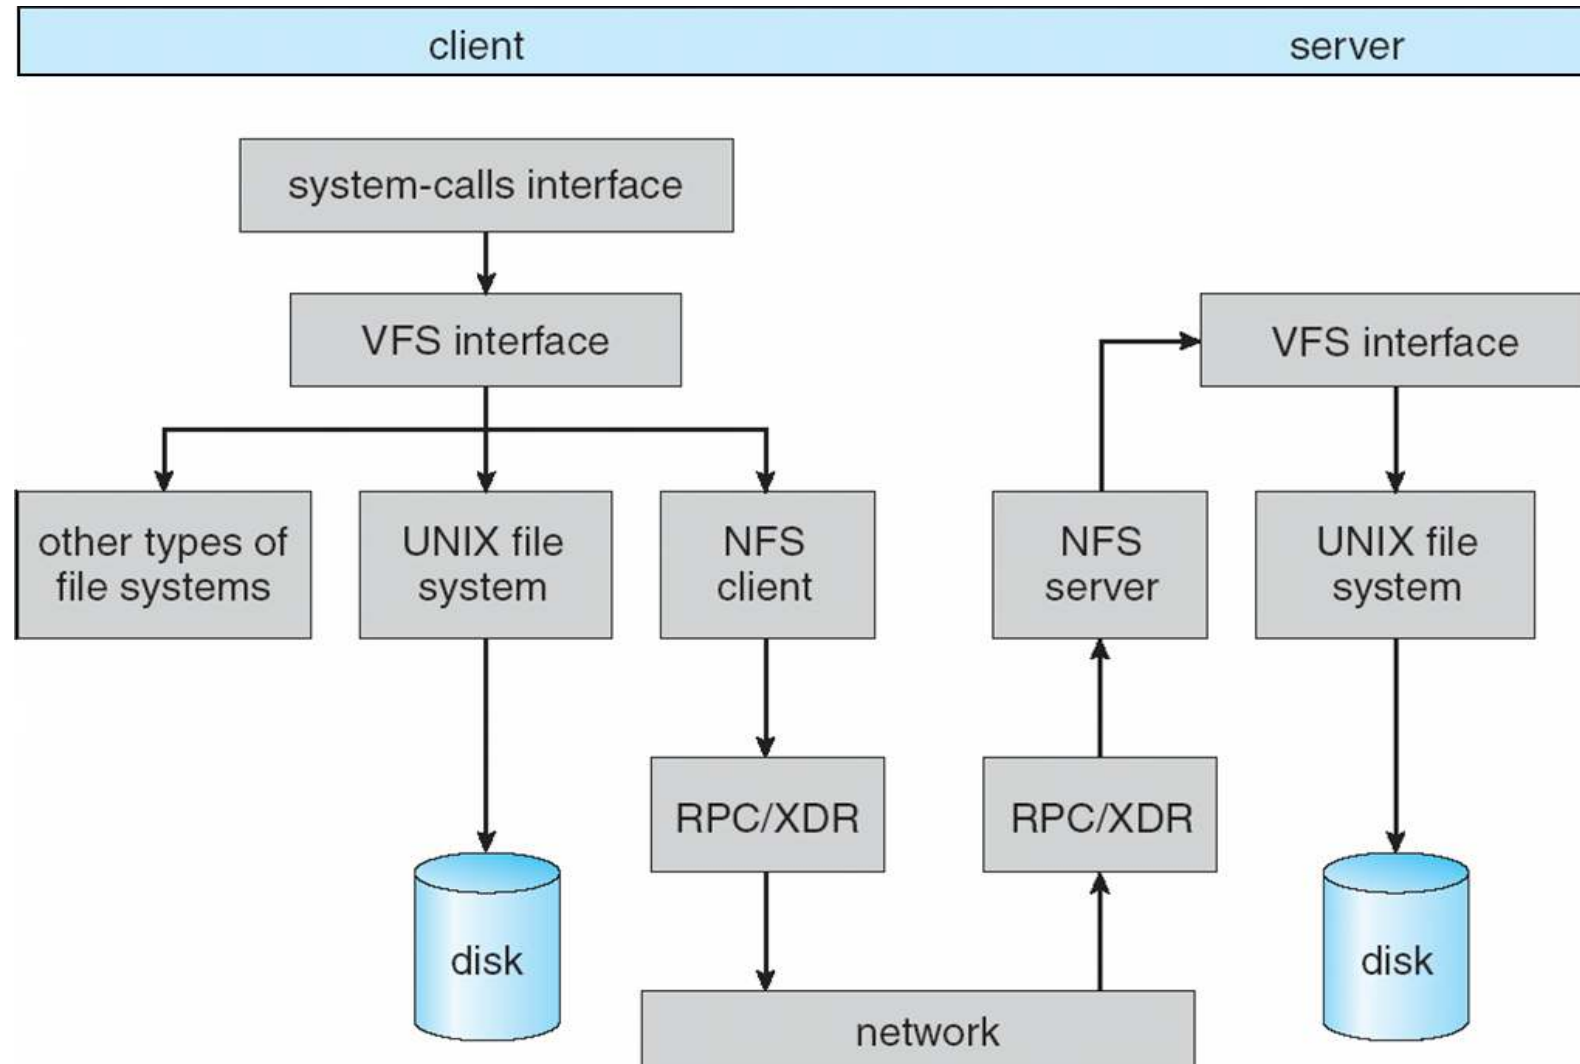 client
server
system-calls interface
VFS interface
VFS interface
other types of
file systems
UNIX file
system
NFS
client
NFS
server
UNIX file
system
RPC/XDR
RPC/XDR
disk
disk
network